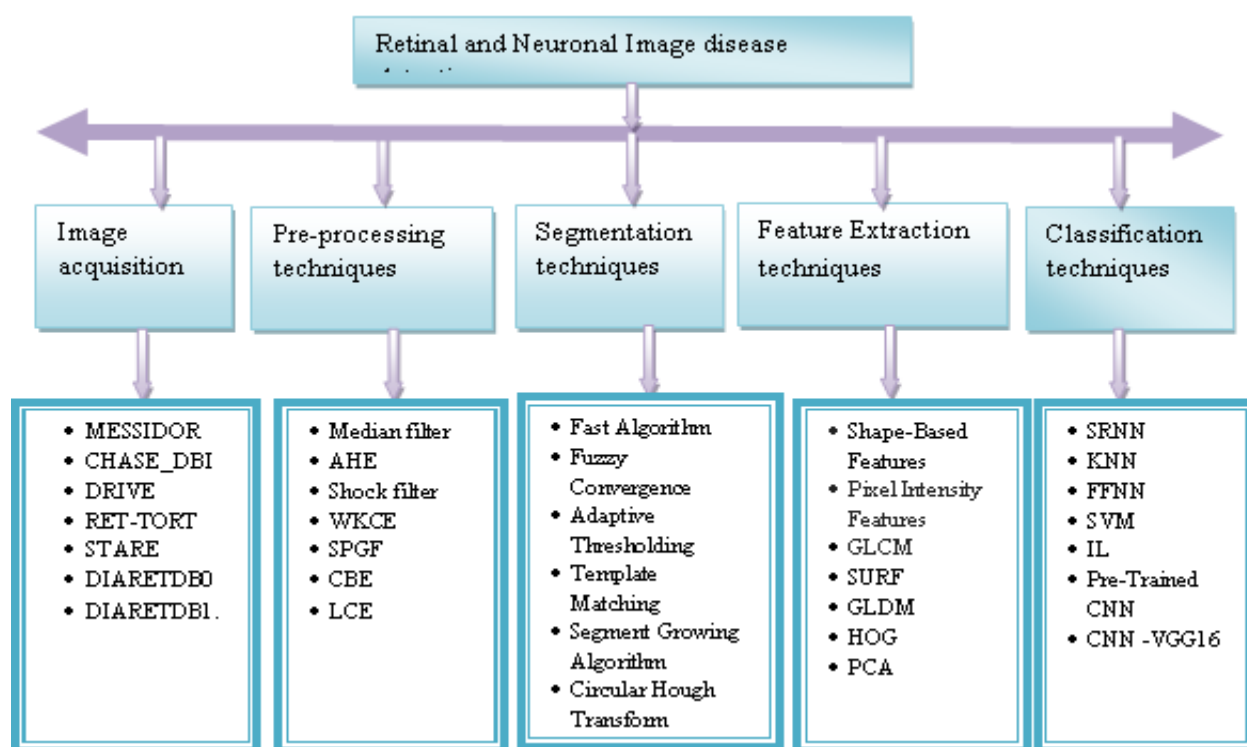 Retinal and Neuronal Image disease
Image
acquisition
Pre-processing
techniques
Segmentation
techniques
Feature Extraction
techniques
Classification
techniques
• MESSIDOR
• CHASE_DBI
• DRIVE
• RET-TORT
• STARE
• DIARETDB0
• DIARETDB1.
• Median filter
• AHE
• Shock filter
• WKCE
• SPGF
• CBE
• LCE
• Fast Algorithm
• Fuzzy
Convergence
• Adaptive
Thresholding
• Template
Matching
• Segment Growing
Algorithm
• Circular Hough
Transform
• Shape-Based
Features
• Pixel Intensity
Features
• GLCM
• SURF
• GLDM
• HOG
• PCA
• SRNN
• KNN
• FFNN
• SVM
• IL
• Pre-Trained
CNN
• CNN -VGG16